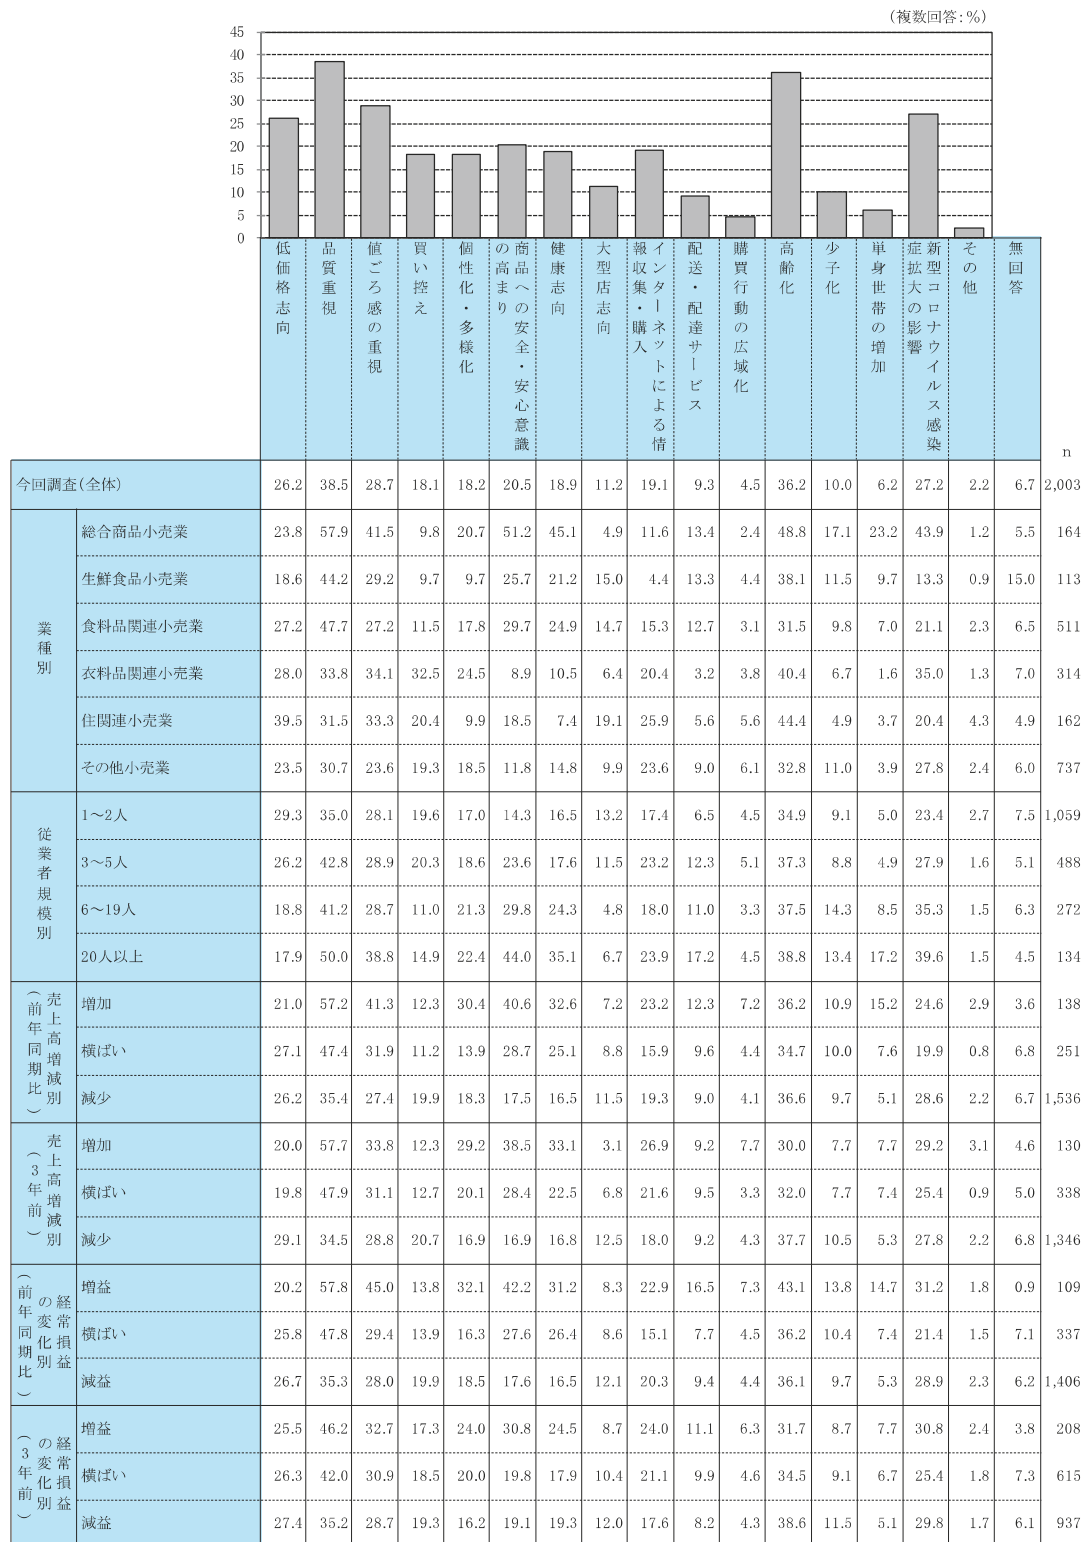 （複数回答：％）
45
40
35
30
25
20
15
10
5
0
低価格志向
品質重視
値ごろ感の重視
買い控え
個性化・多様化
商品への安全・安心意識
の高まり
健康志向
大型店志向
インターネットによる情
報収集・購入
配送・配達サービス
購買行動の広域化
高齢化
少子化
単身世帯の増加
新型コロナウイルス感染
症拡大の影響
その他
無回答
n
今回調査（全体） 26.2 38.5 28.7 18.1 18.2 20.5 18.9 11.2 19.1 9.3 4.5 36.2 10.0 6.2 27.2 2.2 6.7 2,003
業種別
総合商品小売業 23.8 57.9 41.5 9.8 20.7 51.2 45.1 4.9 11.6 13.4 2.4 48.8 17.1 23.2 43.9 1.2 5.5 164
生鮮食品小売業 18.6 44.2 29.2 9.7 9.7 25.7 21.2 15.0 4.4 13.3 4.4 38.1 11.5 9.7 13.3 0.9 15.0 113
食料品関連小売業 27.2 47.7 27.2 11.5 17.8 29.7 24.9 14.7 15.3 12.7 3.1 31.5 9.8 7.0 21.1 2.3 6.5 511
衣料品関連小売業 28.0 33.8 34.1 32.5 24.5 8.9 10.5 6.4 20.4 3.2 3.8 40.4 6.7 1.6 35.0 1.3 7.0 314
住関連小売業 39.5 31.5 33.3 20.4 9.9 18.5 7.4 19.1 25.9 5.6 5.6 44.4 4.9 3.7 20.4 4.3 4.9 162
その他小売業 23.5 30.7 23.6 19.3 18.5 11.8 14.8 9.9 23.6 9.0 6.1 32.8 11.0 3.9 27.8 2.4 6.0 737
従業者規模別
1～2人 29.3 35.0 28.1 19.6 17.0 14.3 16.5 13.2 17.4 6.5 4.5 34.9 9.1 5.0 23.4 2.7 7.5 1,059
3～5人 26.2 42.8 28.9 20.3 18.6 23.6 17.6 11.5 23.2 12.3 5.1 37.3 8.8 4.9 27.9 1.6 5.1 488
6～19人 18.8 41.2 28.7 11.0 21.3 29.8 24.3 4.8 18.0 11.0 3.3 37.5 14.3 8.5 35.3 1.5 6.3 272
20人以上 17.9 50.0 38.8 14.9 22.4 44.0 35.1 6.7 23.9 17.2 4.5 38.8 13.4 17.2 39.6 1.5 4.5 134
売上高増減別
（前年同期比）
増加 21.0 57.2 41.3 12.3 30.4 40.6 32.6 7.2 23.2 12.3 7.2 36.2 10.9 15.2 24.6 2.9 3.6 138
横ばい 27.1 47.4 31.9 11.2 13.9 28.7 25.1 8.8 15.9 9.6 4.4 34.7 10.0 7.6 19.9 0.8 6.8 251
減少 26.2 35.4 27.4 19.9 18.3 17.5 16.5 11.5 19.3 9.0 4.1 36.6 9.7 5.1 28.6 2.2 6.7 1,536
売上高増減別
（3年前）
増加 20.0 57.7 33.8 12.3 29.2 38.5 33.1 3.1 26.9 9.2 7.7 30.0 7.7 7.7 29.2 3.1 4.6 130
横ばい 19.8 47.9 31.1 12.7 20.1 28.4 22.5 6.8 21.6 9.5 3.3 32.0 7.7 7.4 25.4 0.9 5.0 338
減少 29.1 34.5 28.8 20.7 16.9 16.9 16.8 12.5 18.0 9.2 4.3 37.7 10.5 5.3 27.8 2.2 6.8 1,346
経常損益
の変化別
（前年同期比）
増益 20.2 57.8 45.0 13.8 32.1 42.2 31.2 8.3 22.9 16.5 7.3 43.1 13.8 14.7 31.2 1.8 0.9 109
横ばい 25.8 47.8 29.4 13.9 16.3 27.6 26.4 8.6 15.1 7.7 4.5 36.2 10.4 7.4 21.4 1.5 7.1 337
減益 26.7 35.3 28.0 19.9 18.5 17.6 16.5 12.1 20.3 9.4 4.4 36.1 9.7 5.3 28.9 2.3 6.2 1,406
経常損益
の変化別
（3年前）
増益 25.5 46.2 32.7 17.3 24.0 30.8 24.5 8.7 24.0 11.1 6.3 31.7 8.7 7.7 30.8 2.4 3.8 208
横ばい 26.3 42.0 30.9 18.5 20.0 19.8 17.9 10.4 21.1 9.9 4.6 34.5 9.1 6.7 25.4 1.8 7.3 615
減益 27.4 35.2 28.7 19.3 16.2 19.1 19.3 12.0 17.6 8.2 4.3 38.6 11.5 5.1 29.8 1.7 6.1 937